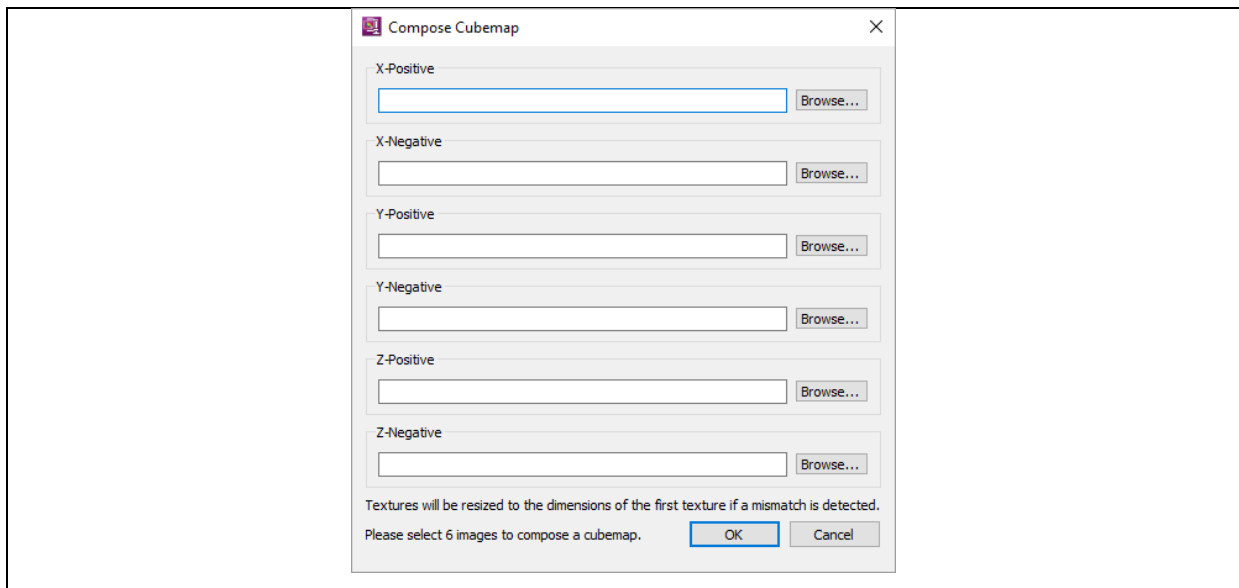 Compose Cubemap
X-Positive
Browse...
X-Negative
Browse...
Y-Positive
Browse...
Y-Negative
Browse...
Z-Positive
Browse...
Z-Negative
Browse...
Textures will be resized to the dimensions of the first texture if a mismatch is detected.
Please select 6 images to compose a cubemap. OK Cancel